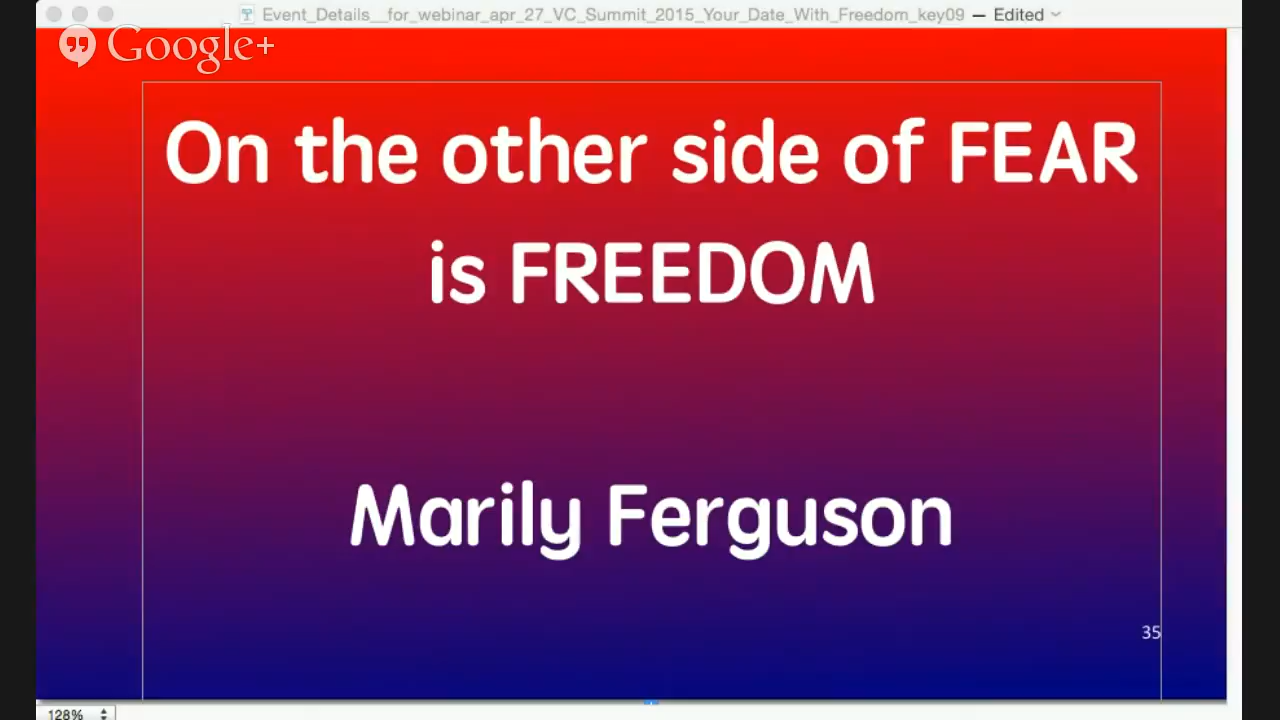 Event_Details__for_webinar_apr_27_VC_Summit_2015_Your_Date_With_Freedom_key09 — Edited
Google+
On the other side of FEAR
is FREEDOM
Marily Ferguson
35
128%